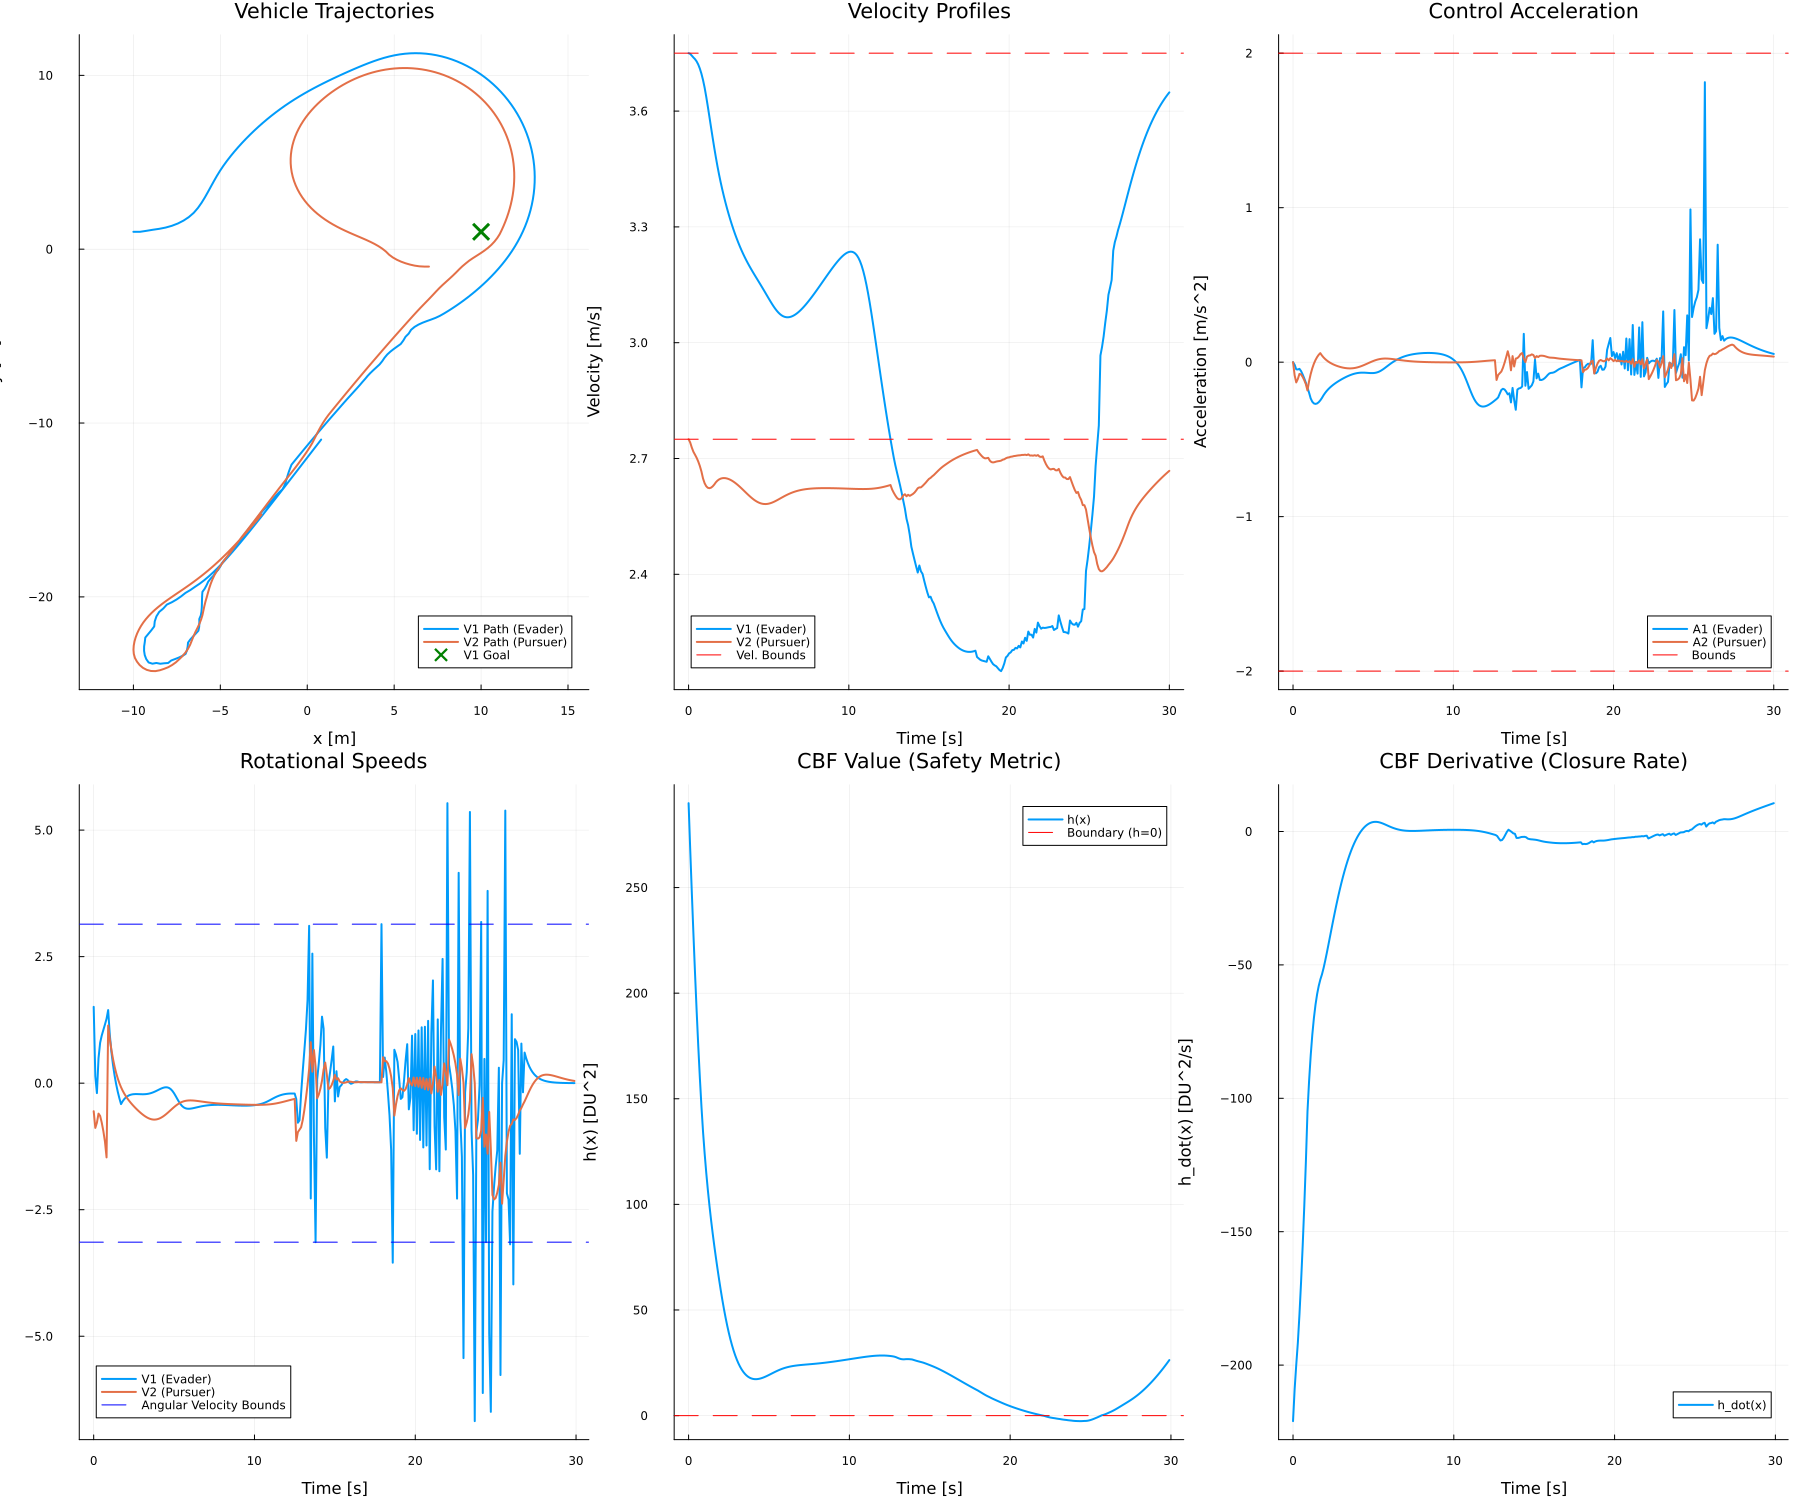 Vehicle Trajectories
10
0
−10
−20
−10
−5
0
5
10
15
x [m]
V1 Path (Evader)
V2 Path (Pursuer)
V1 Goal
Velocity Profiles
Velocity [m/s]
3.6
3.3
3.0
2.7
2.4
0
10
20
30
Time [s]
V1 (Evader)
V2 (Pursuer)
Vel. Bounds
Control Acceleration
Acceleration [m/s^2]
2
1
0
−1
−2
0
10
20
30
Time [s]
A1 (Evader)
A2 (Pursuer)
Bounds
Rotational Speeds
5.0
2.5
0.0
−2.5
−5.0
0
10
20
30
Time [s]
V1 (Evader)
V2 (Pursuer)
Angular Velocity Bounds
CBF Value (Safety Metric)
h(x) [DU^2]
250
200
150
100
50
0
0
10
20
30
Time [s]
h(x)
Boundary (h=0)
CBF Derivative (Closure Rate)
h_dot(x) [DU^2/s]
0
−50
−100
−150
−200
0
10
20
30
Time [s]
h_dot(x)